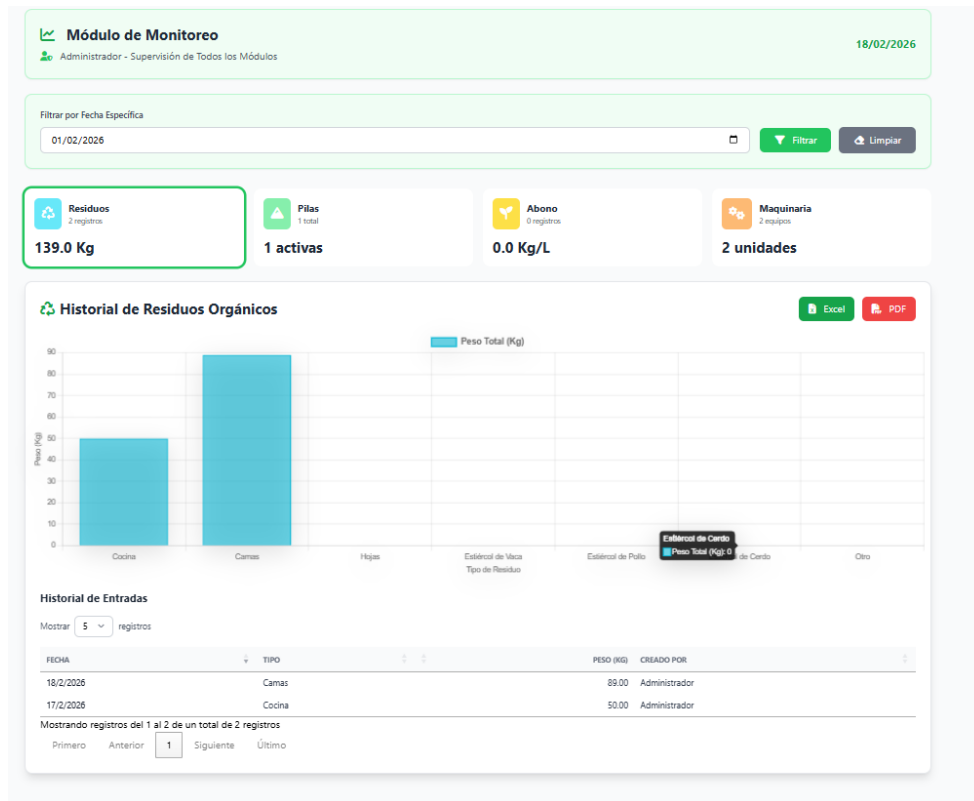 Módulo de Monitoreo
Administrador - Supervisión de Todos los Módulos
18/02/2026
Filtrar por Fecha Específica
01/02/2026
Filtrar
Limpiar
Residuos
2 registros
139.0 Kg
Pilas
1 total
1 activas
Abono
0 registros
0.0 Kg/L
Maquinaria
2 equipos
2 unidades
Historial de Residuos Orgánicos
Excel
PDF
Peso Total (Kg)
90
80
70
60
50
40
30
20
10
0
Peso (Kg)
Estiércol de Cerdo
Peso Total (Kg): 0
Cocina
Camas
Hojas
Estiércol de Vaca
Estiércol de Pollo
de Cerdo
Otro
Tipo de Residuo
Historial de Entradas
Mostrar 5 registros
FECHA TIPO PESO (KG) CREADO POR
18/2/2026 Camas 89.00 Administrador
17/2/2026 Cocina 50.00 Administrador
Mostrando registros del 1 al 2 de un total de 2 registros
Primero Anterior 1 Siguiente Último